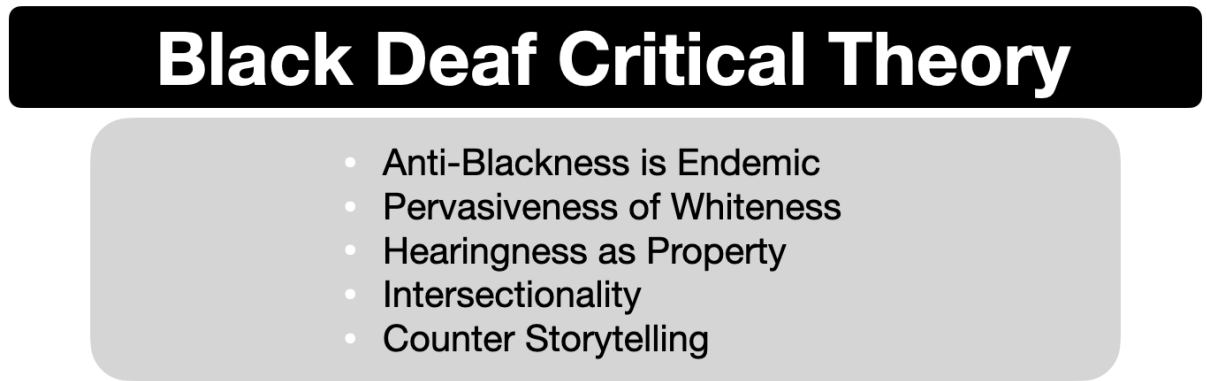 Black Deaf Critical Theory
• Anti-Blackness is Endemic
• Pervasiveness of Whiteness
• Hearingness as Property
• Intersectionality
• Counter Storytelling